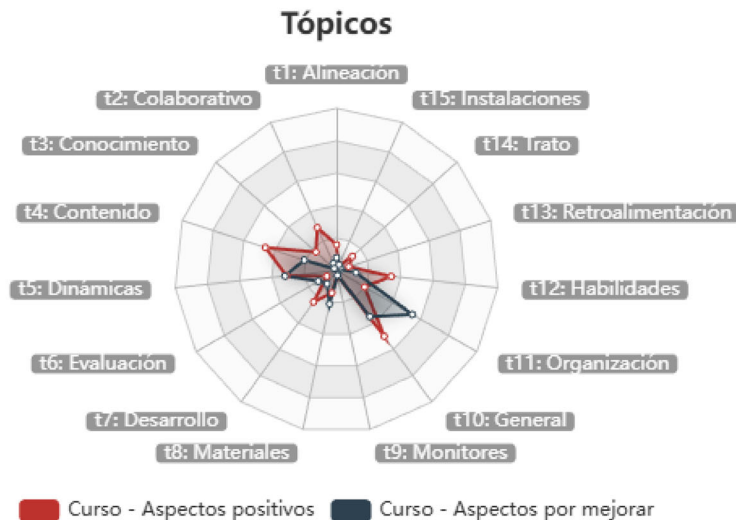 Tópicos
t1: Alineación
t2: Colaborativo
t15: Instalaciones
t3: Conocimiento
t14: Trato
t4: Contenido
t13: Retroalimentación
t5: Dinámicas
t12: Habilidades
t6: Evaluación
t11: Organización
t7: Desarrollo
t10: General
t8: Materiales
t9: Monitores
Curso - Aspectos positivos
Curso - Aspectos por mejorar